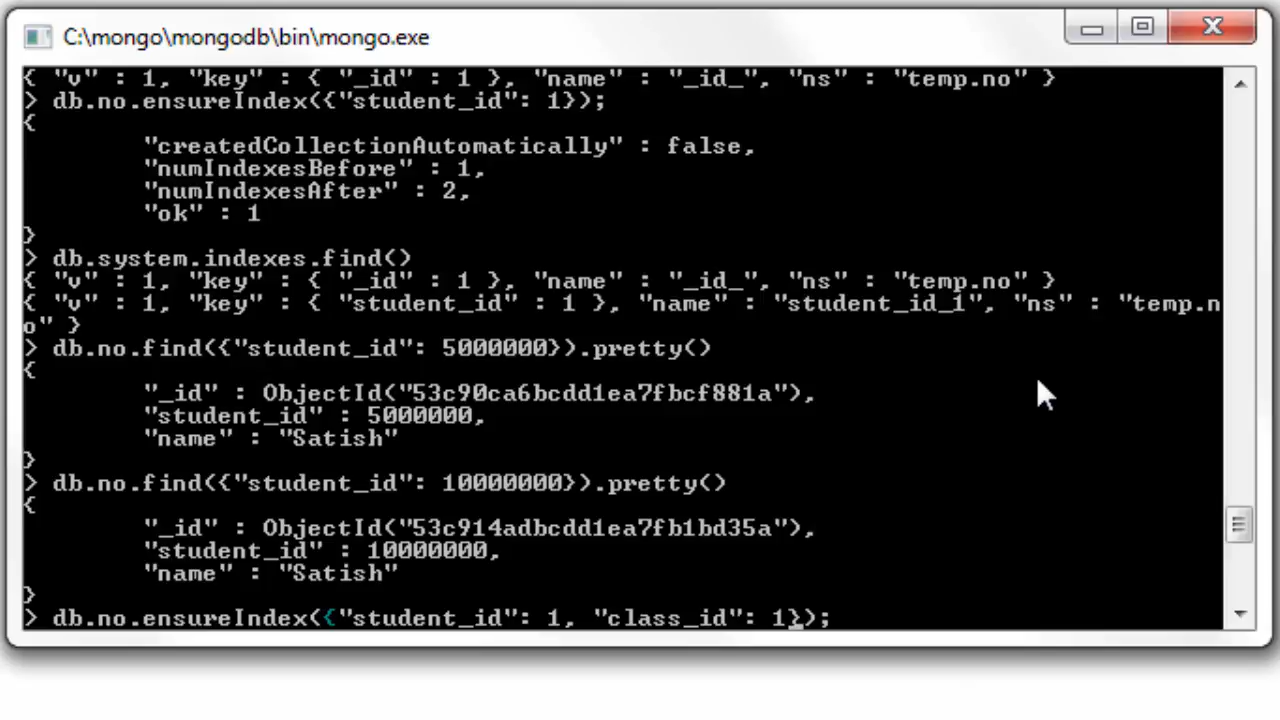 C:\mongo\mongodb\bin\mongo.exe
{ "v" : 1, "key" : { "_id" : 1 }, "name" : "_id_", "ns" : "temp.no" }
> db.no.ensureIndex({"student_id": 1});
{
"createdCollectionAutomatically" : false,
"numIndexesBefore" : 1,
"numIndexesAfter" : 2,
"ok" : 1
}
> db.system.indexes.find()
{ "v" : 1, "key" : { "_id" : 1 }, "name" : "_id_", "ns" : "temp.no" }
{ "v" : 1, "key" : { "student_id" : 1 }, "name" : "student_id_1", "ns" : "temp.n
o" }
> db.no.find({"student_id": 5000000}).pretty()
{
"_id" : ObjectId("53c90ca6bcdd1ea7fbcf881a"),
"student_id" : 5000000,
"name" : "Satish"
}
> db.no.find({"student_id": 10000000}).pretty()
{
"_id" : ObjectId("53c914adbcdd1ea7fb1bd35a"),
"student_id" : 10000000,
"name" : "Satish"
}
> db.no.ensureIndex({"student_id": 1, "class_id": 1});